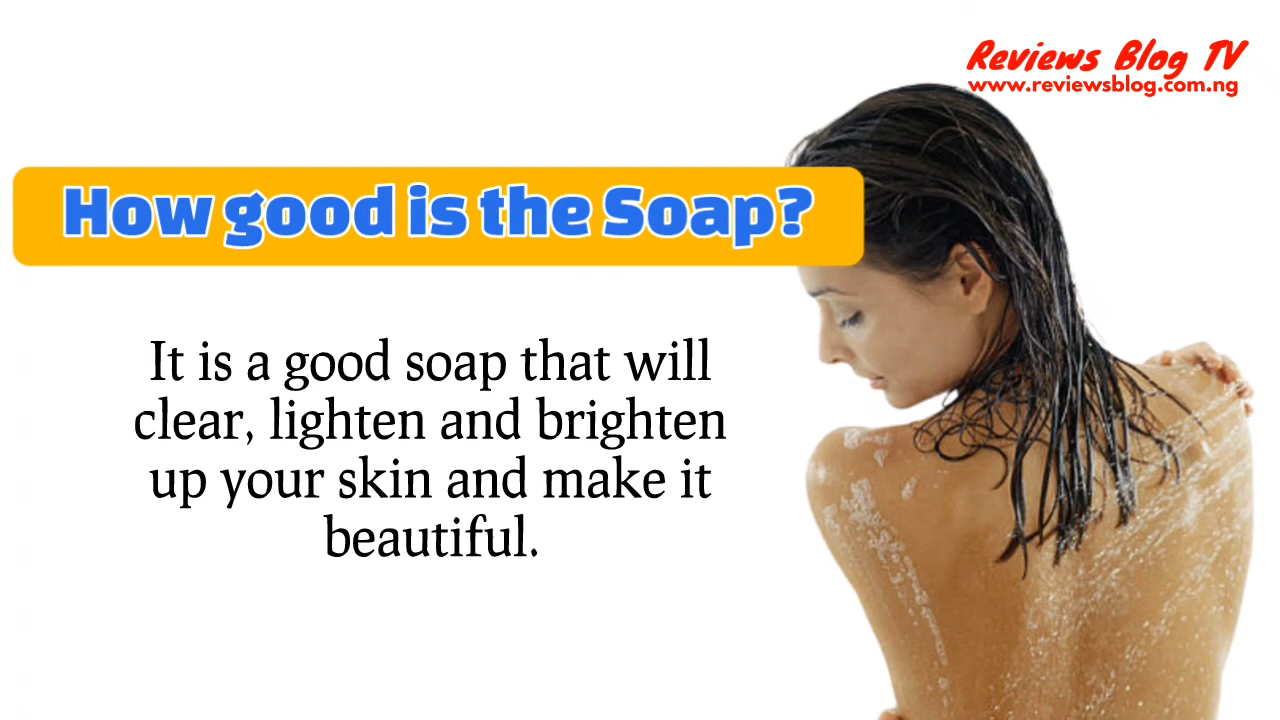 Reviews Blog TV
www.reviewsblog.com.ng
How good is the Soap?
It is a good soap that will
clear, lighten and brighten
up your skin and make it
beautiful.